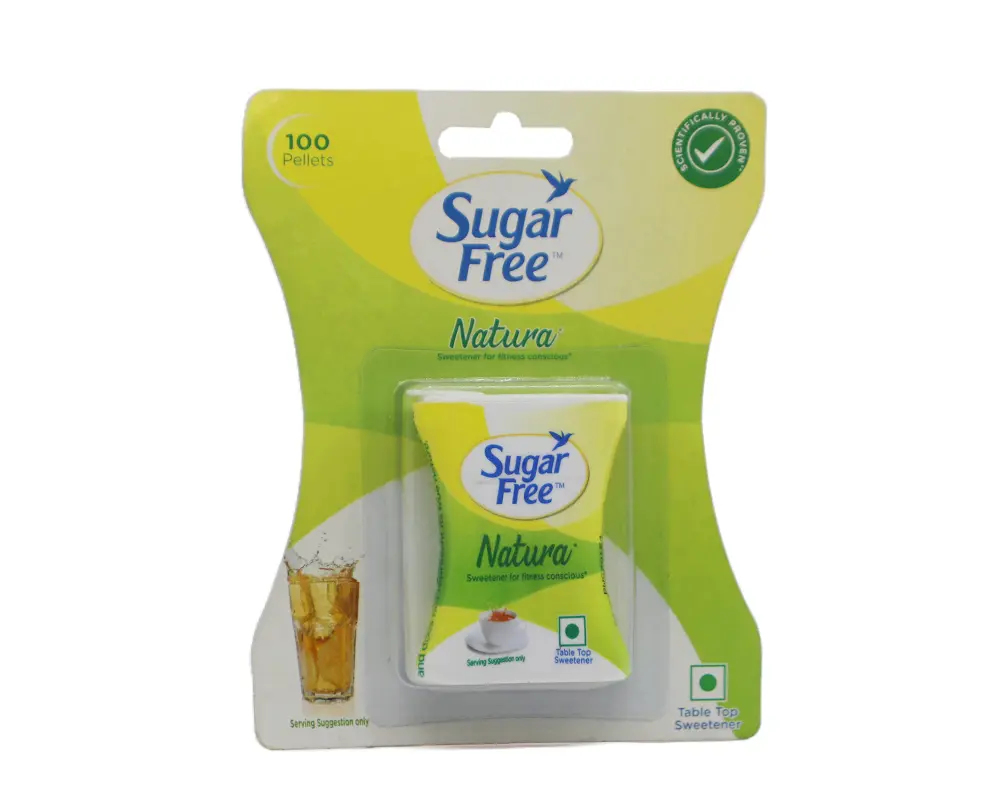 100
Pellets
SCIENTIFICALLY PROVEN
Sugar
Free™
Natura
Sweetener for fitness conscious*
Sugar
Free™
Natura
Sweetener for fitness conscious*
Serving Suggestion only
Table Top
Sweetener
Serving Suggestion only
Table Top
Sweetener